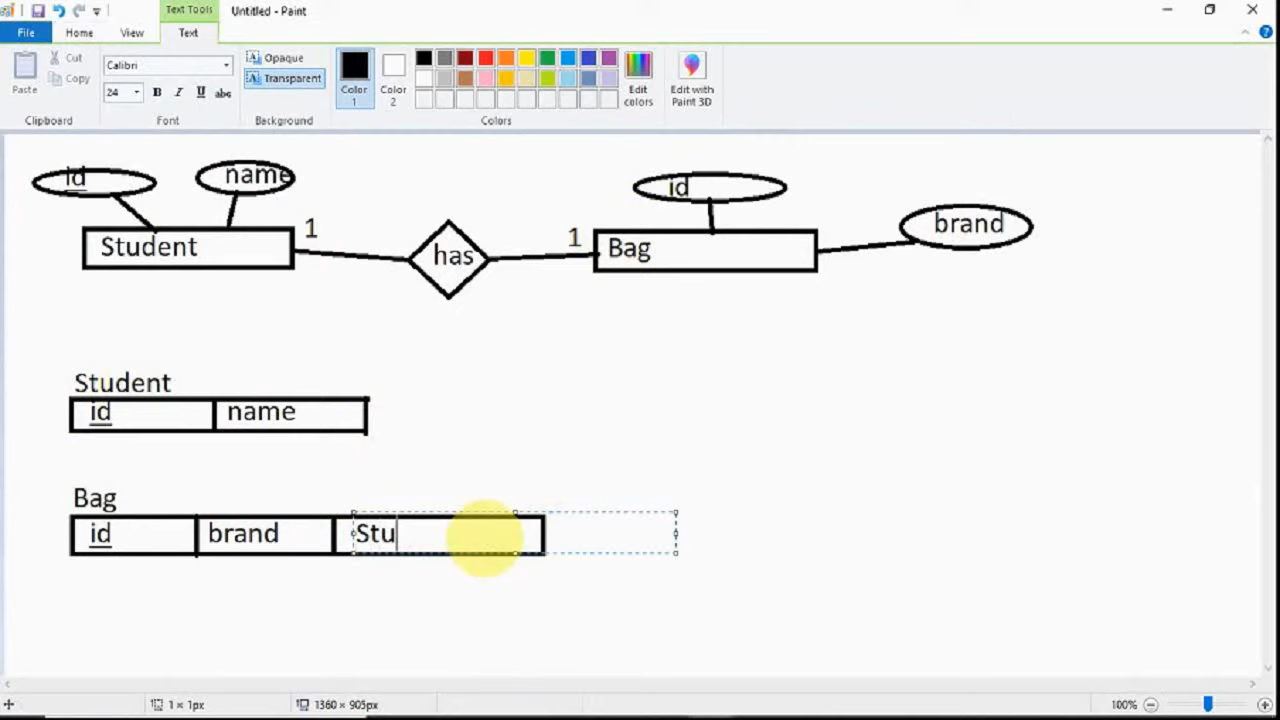 Text Tools
Untitled - Paint
File Home View Text
Paste
Cut
Copy
Clipboard
Calibri
24 B I U abc
Font
Opaque
Transparent
Background
Color 1
Color 2
Edit colors
Colors
Edit with Paint 3D
id name id brand
Student 1 has 1 Bag
Student
id name
Bag
id brand Stu
1 × 1px
1360 × 905px
100%